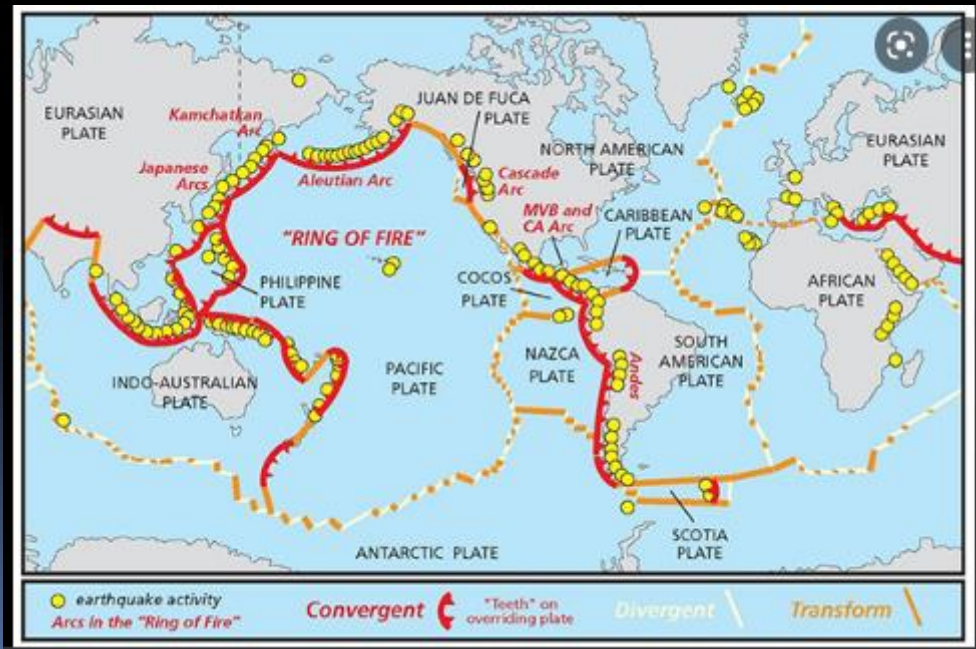 EURASIAN
PLATE
Kamchatkan
Arc
Japanese
Arcs
Aleutian Arc
JUAN DE FUCA
PLATE
NORTH AMERICAN
PLATE
EURASIAN
PLATE
Cascade
Arc
MVB and
CA Arc
CARIBBEAN
PLATE
"RING OF FIRE"
PHILIPPINE
PLATE
COCOS
PLATE
AFRICAN
PLATE
INDO-AUSTRALIAN
PLATE
PACIFIC
PLATE
NAZCA
PLATE
Andes
SOUTH
AMERICAN
PLATE
SCOTIA
PLATE
ANTARCTIC PLATE
earthquake activity
Arcs in the "Ring of Fire"
Convergent
"Teeth" on
overriding plate
Divergent
Transform